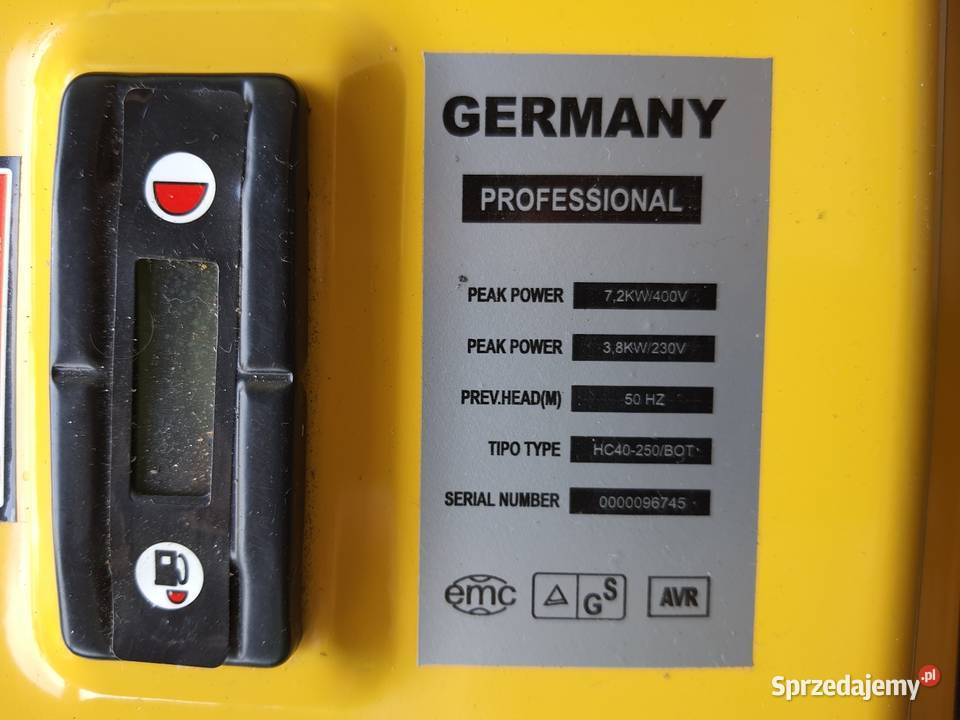 GERMANY
PROFESSIONAL
PEAK POWER 7,2KW/400V
PEAK POWER 3,8KW/230V
PREV.HEAD(M) 50 HZ
TIPO TYPE HC40-250/BOT
SERIAL NUMBER 0000096745
emc GS AVR
Sprzedajemy.pl